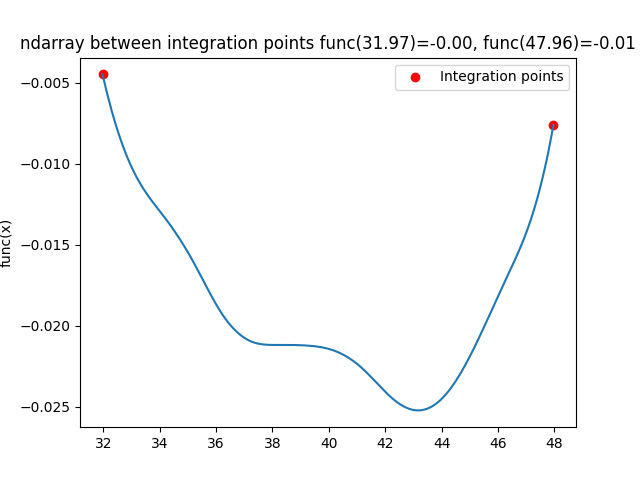 ndarray between integration points func(31.97)=-0.00, func(47.96)=-0.01
Integration points
func(x)
−0.005
−0.010
−0.015
−0.020
−0.025
32 34 36 38 40 42 44 46 48